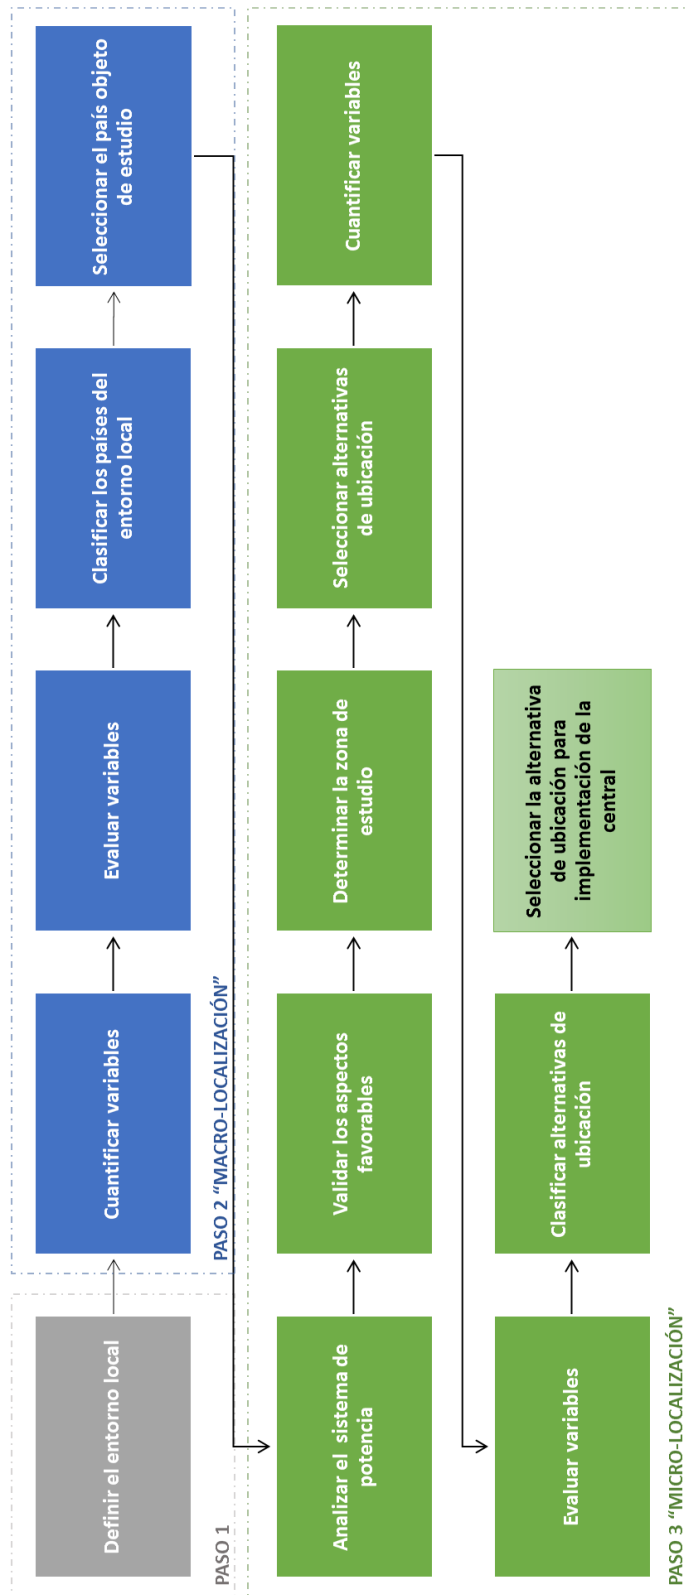 Definir el entorno local
PASO 1
Cuantificar variables
Evaluar variables
Clasificar los países del
entorno local
Seleccionar el país objeto
de estudio
PASO 2 “MACRO-LOCALIZACIÓN”
Analizar el sistema de
potencia
Validar los aspectos
favorables
Determinar la zona de
estudio
Seleccionar alternativas
de ubicación
Cuantificar variables
Evaluar variables
Clasificar alternativas de
ubicación
Seleccionar la alternativa
de ubicación para
implementación de la
central
PASO 3 “MICRO-LOCALIZACIÓN”